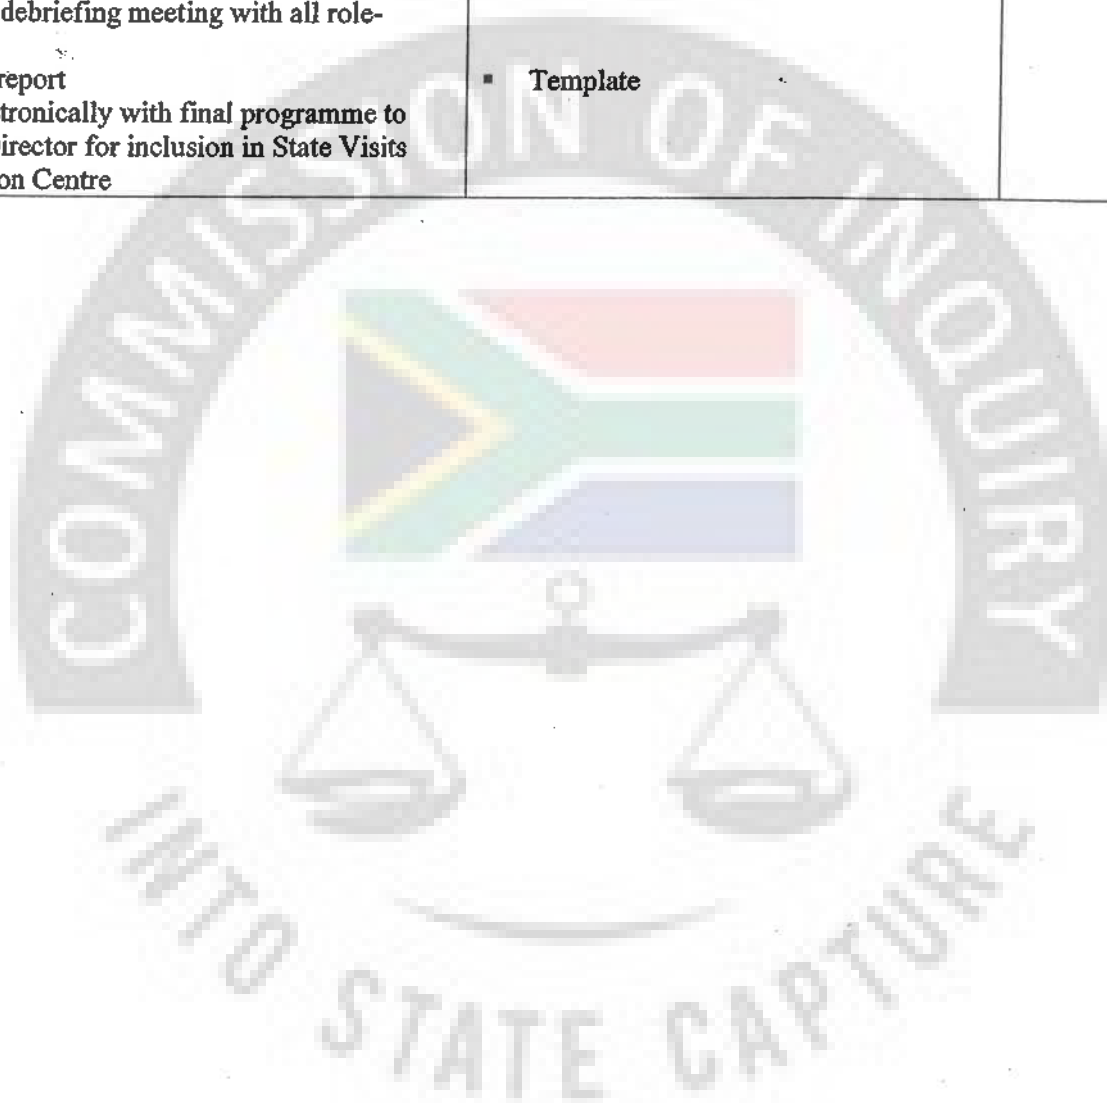 debriefing meeting with all role-
report
Template
tronically with final programme to
irector for inclusion in State Visits
on Centre
COMMISSION OF INQUIRY
INTO STATE CAPTURE